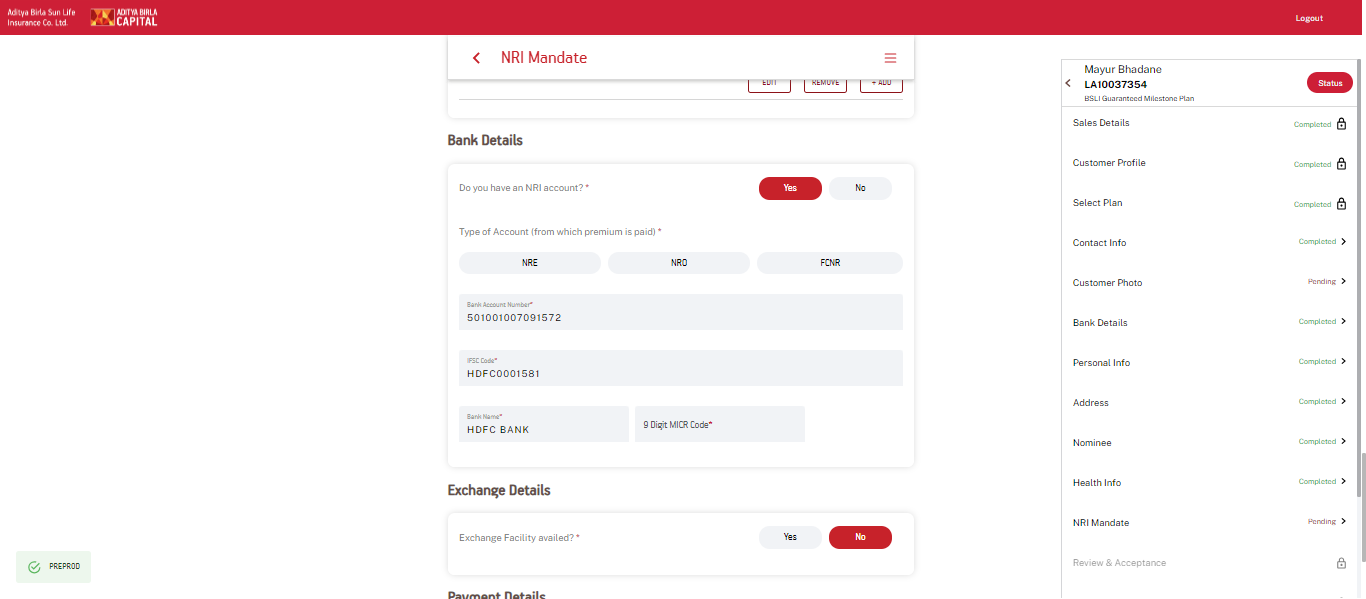 Aditya Birla Sun Life
Insurance Co. Ltd.
ADITYA BIRLA
CAPITAL
Logout
NRI Mandate
EDIT REMOVE + ADD
Bank Details
Do you have an NRI account? * Yes No
Type of Account (from which premium is paid) *
NRE NRO FCNR
Bank Account Number*
501001007091572
IFSC Code*
HDFC0001581
Bank Name*
HDFC BANK
9 Digit MICR Code*
Exchange Details
Exchange Facility availed? * Yes No
Payment Details
PREPROD
Mayur Bhadane
LA10037354
BSLI Guaranteed Milestone Plan
Status
Sales Details Completed
Customer Profile Completed
Select Plan Completed
Contact Info Completed
Customer Photo Pending
Bank Details Completed
Personal Info Completed
Address Completed
Nominee Completed
Health Info Completed
NRI Mandate Pending
Review & Acceptance